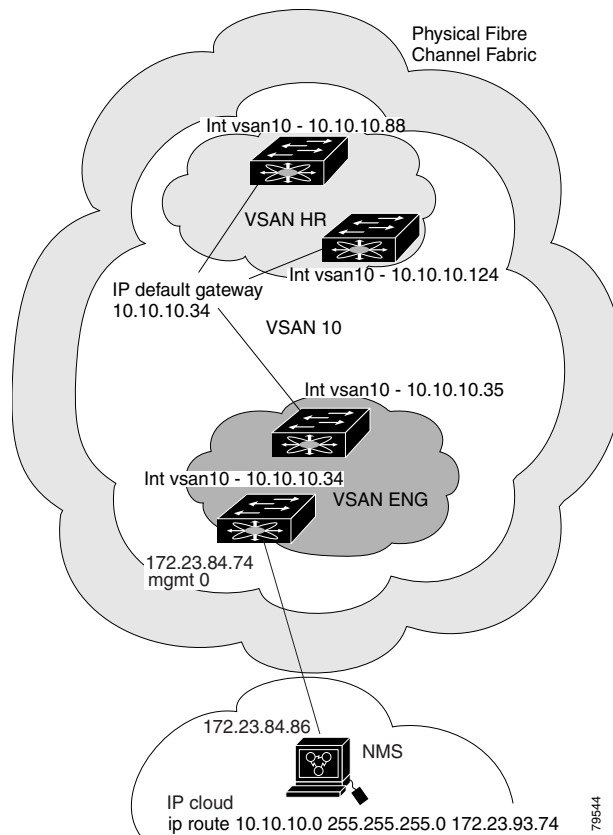 Physical Fibre
Channel Fabric
Int vsan10 - 10.10.10.88
VSAN HR
Int vsan10 - 10.10.10.124
IP default gateway
10.10.10.34
VSAN 10
Int vsan10 - 10.10.10.35
Int vsan10 - 10.10.10.34
VSAN ENG
172.23.84.74
mgmt 0
172.23.84.86
NMS
IP cloud
ip route 10.10.10.0 255.255.255.0 172.23.93.74
79544